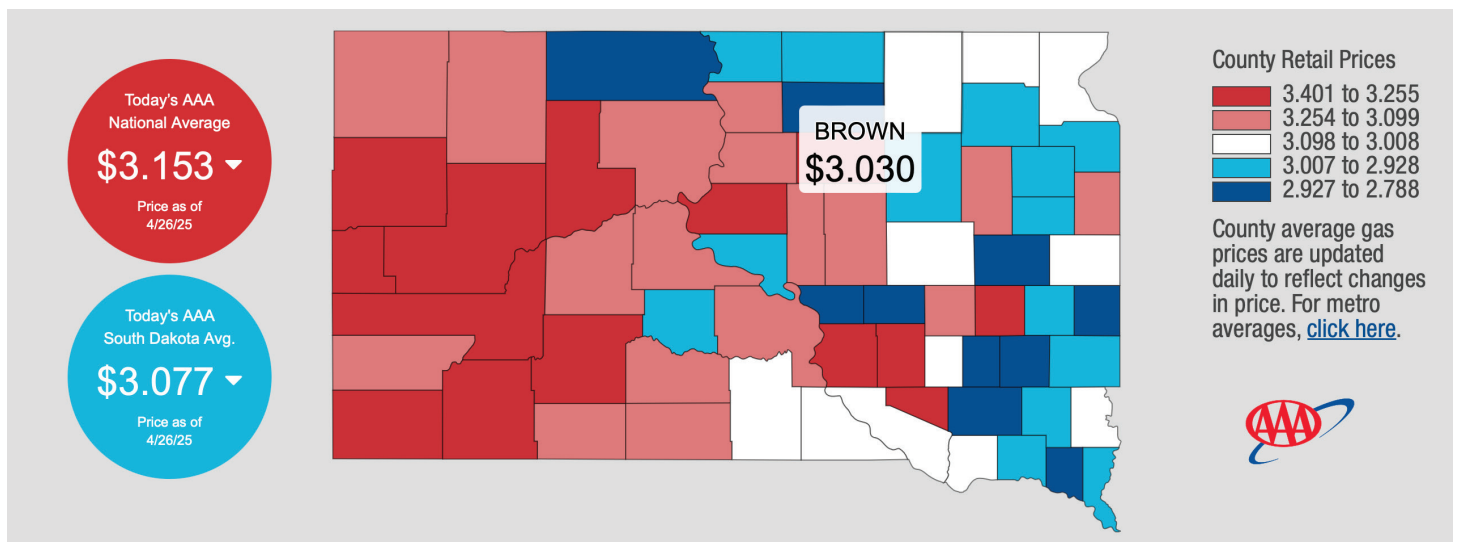 Today's AAA
National Average
$3.153
Price as of
4/26/25
Today's AAA
South Dakota Avg.
$3.077
Price as of
4/26/25
BROWN
$3.030
County Retail Prices
3.401 to 3.255
3.254 to 3.099
3.098 to 3.008
3.007 to 2.928
2.927 to 2.788
County average gas
prices are updated
daily to reflect changes
in price. For metro
averages, click here.
AAA